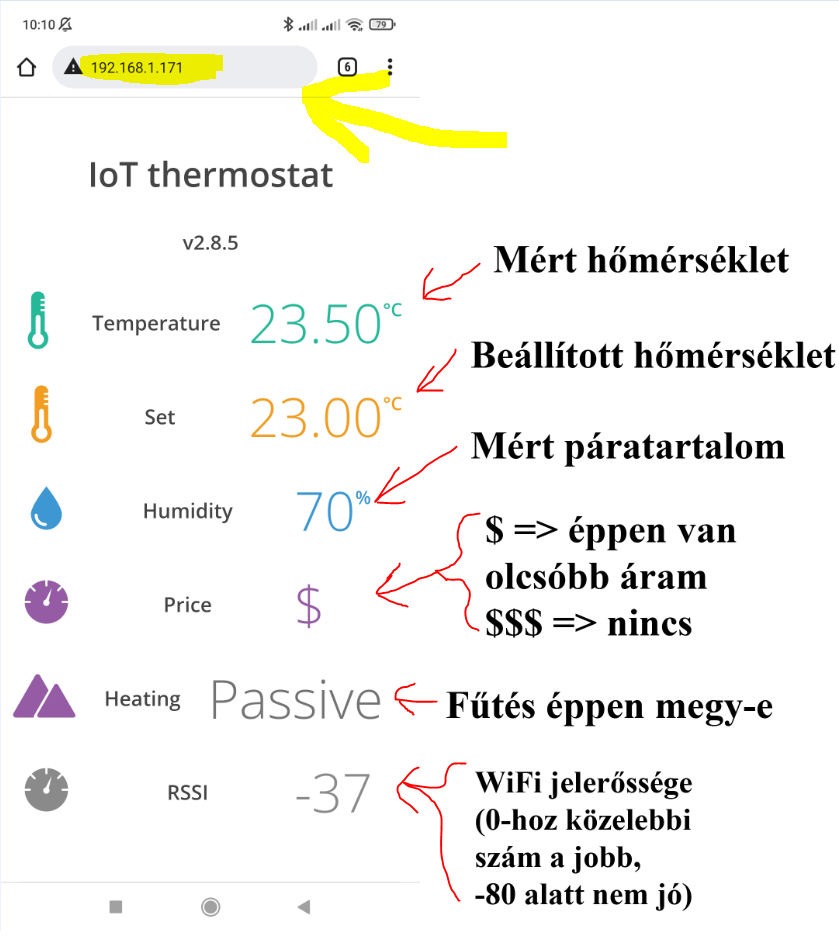 10:10
79
192.168.1.171
6
IoT thermostat
v2.8.5
Mért hőmérséklet
Temperature 23.50°C
Beállított hőmérséklet
Set 23.00°C
Mért páratartalom
Humidity 70%
$ => éppen van
olcsóbb áram
$$$ => nincs
Price $
Heating Passive
Fűtés éppen megy-e
RSSI -37
WiFi jelerőssége
(0-hoz közelebbi
szám a jobb,
-80 alatt nem jó)